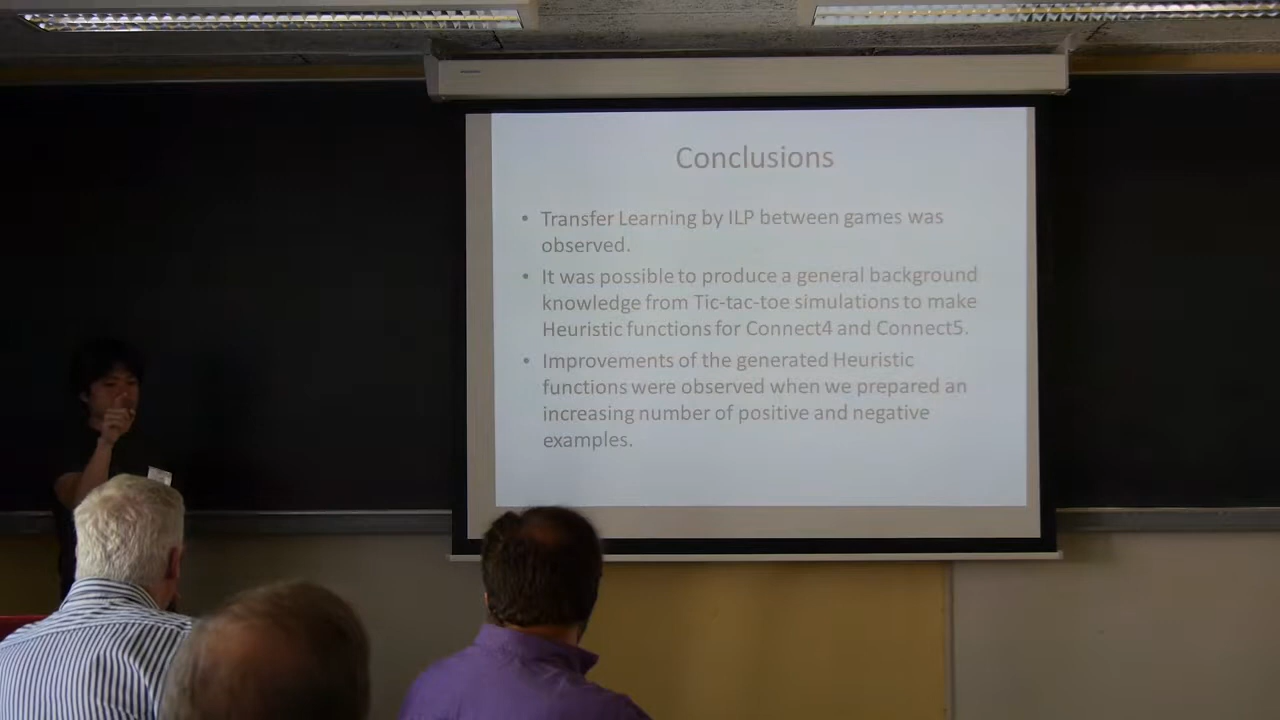 Conclusions
• Transfer Learning by ILP between games was
observed.
• It was possible to produce a general background
knowledge from Tic-tac-toe simulations to make
Heuristic functions for Connect4 and Connect5.
• Improvements of the generated Heuristic
functions were observed when we prepared an
increasing number of positive and negative
examples.